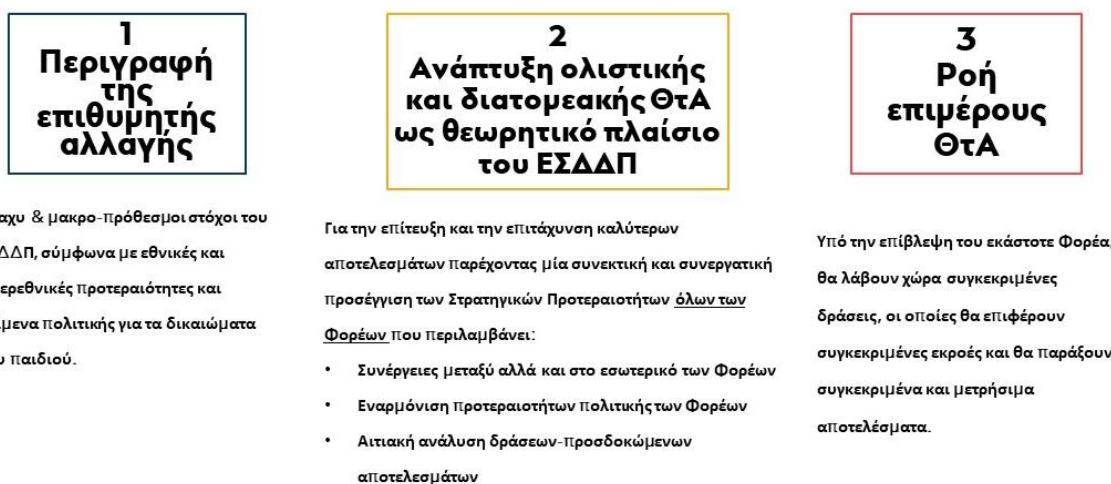 1
Περιγραφή
της
επιθυμητής
αλλαγής
& μακρο-πρόθεσμοι στόχοι του
σύμφωνα με εθνικές και
προτεραιότητες και
πολιτικής για τα δικαιώματα
παιδιού.
2
Ανάπτυξη ολιστικής
και διατομεακής ΘτΑ
ως θεωρητικό πλαίσιο
του ΕΣΔΔΠ
Για την επίτευξη και την επιτάχυνση καλύτερων
αποτελεσμάτων παρέχοντας μία συνεκτική και συνεργατική
προσέγγιση των Στρατηγικών Προτεραιοτήτων όλων των
Φορέων που περιλαμβάνει:
• Συνέργειες μεταξύ αλλά και στο εσωτερικό των Φορέων
• Εναρμόνιση προτεραιοτήτων πολιτικής των Φορέων
• Αιτιακή ανάλυση δράσεων-προσδοκώμενων
αποτελεσμάτων
3
Ροή
επιμέρους
ΘτΑ
Υπό την επίβλεψη του εκάστοτε Φορέα,
θα λάβουν χώρα συγκεκριμένες
δράσεις, οι οποίες θα επιφέρουν
συγκεκριμένες εκροές και θα παράξουν
συγκεκριμένα και μετρήσιμα
αποτελέσματα.